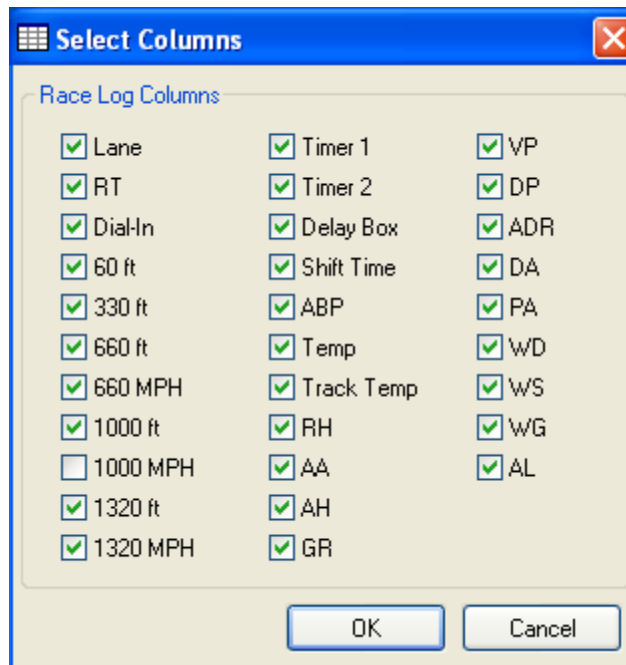 Select Columns
Race Log Columns
Lane
RT
Dial-In
60 ft
330 ft
660 ft
660 MPH
1000 ft
1000 MPH
1320 ft
1320 MPH
Timer 1
Timer 2
Delay Box
Shift Time
ABP
Temp
Track Temp
RH
AA
AH
GR
VP
DP
ADR
DA
PA
WD
WS
WG
AL
OK
Cancel